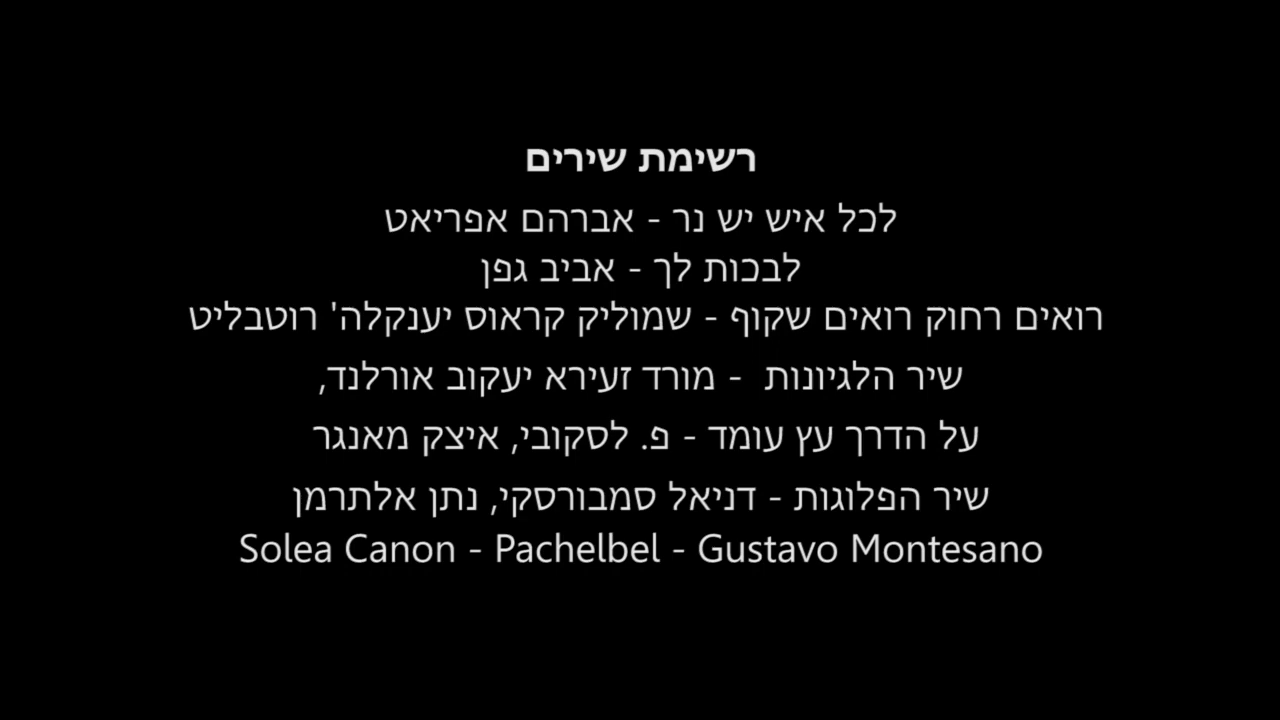 רשימת שירים
לכל איש יש נר - אברהם אפריאט
לבכות לך - אביב גפן
רואים רחוק רואים שקוף - שמוליק קראוס יענקלה' רוטבליט
שיר הלגיונות - מורד זעירא יעקוב אורלנד,
על הדרך עץ עומד - פ. לסקובי, איצק מאנגר
שיר הפלוגות - דניאל סמבורסקי, נתן אלתרמן
Solea Canon - Pachelbel - Gustavo Montesano